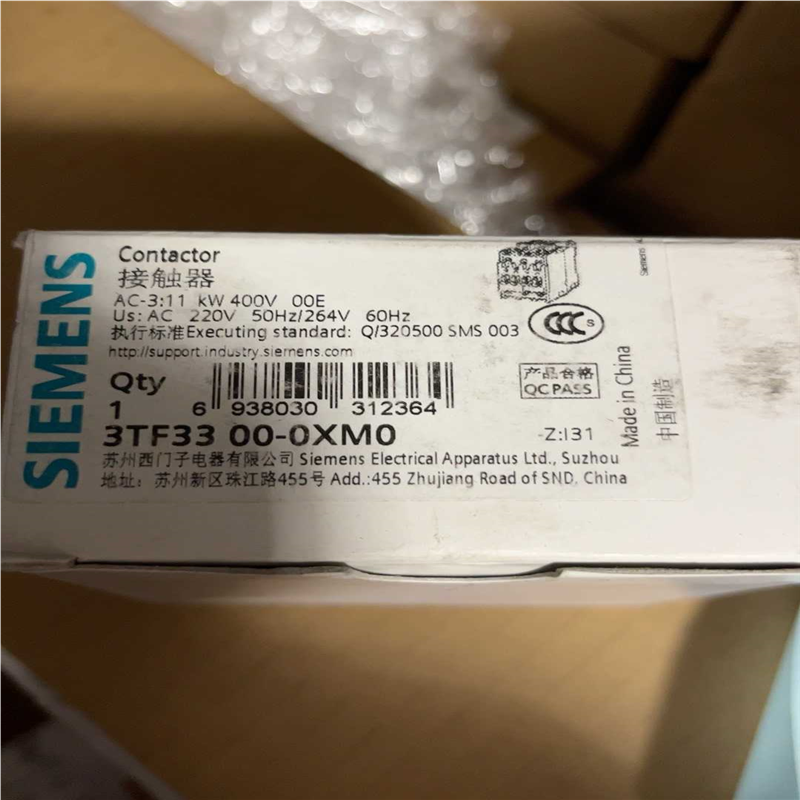 SIEMENS
Contactor
接触器
AC-3:11 kW 400V 00E
Us: AC 220V 50Hz/264V 60Hz
执行标准Executing standard: Q/320500 SMS 003
http://support.industry.siemens.com
CCC S
Qty
1
6 938030 312364
产品合格
QC PASS
3TF33 00-0XM0
-Z:I31
Made in China
中国制造
苏州西门子电器有限公司 Siemens Electrical Apparatus Ltd., Suzhou
地址: 苏州新区珠江路455号 Add.:455 Zhujiang Road of SND, China
Siemens